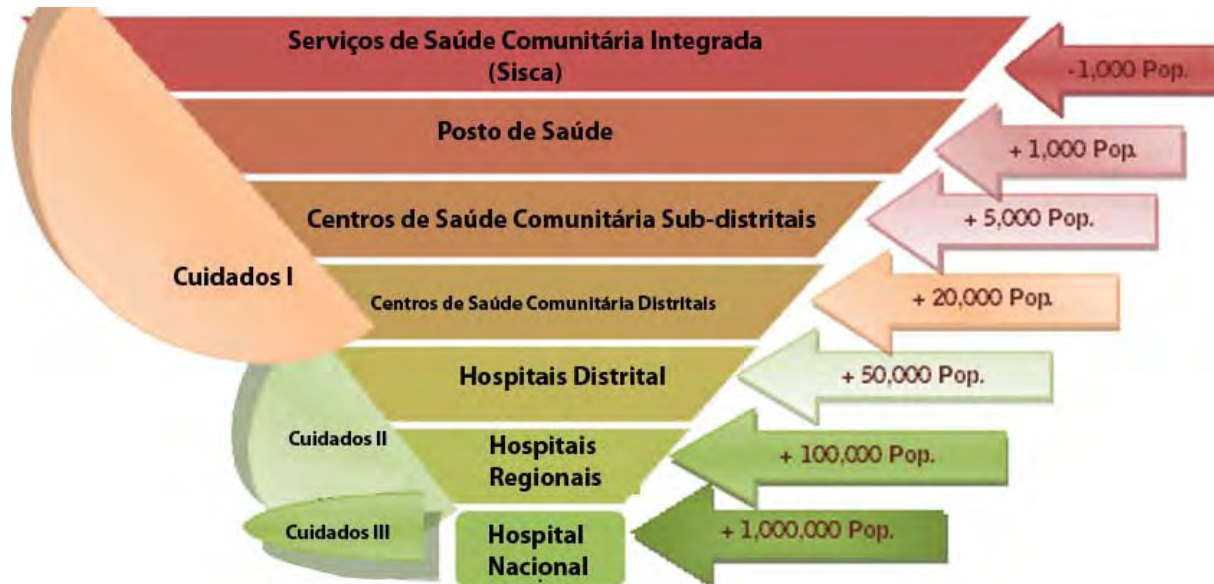 Serviços de Saúde Comunitária Integrada
(Sisca)
-1,000 Pop.
Posto de Saúde
+ 1,000 Pop.
Centros de Saúde Comunitária Sub-distritais
+ 5,000 Pop.
Cuidados I
Centros de Saúde Comunitária Distritais
+ 20,000 Pop.
Hospitais Distrital
+ 50,000 Pop.
Cuidados II
Hospitais
Regionais
+ 100,000 Pop.
Cuidados III
Hospital
Nacional
+ 1,000,000 Pop.